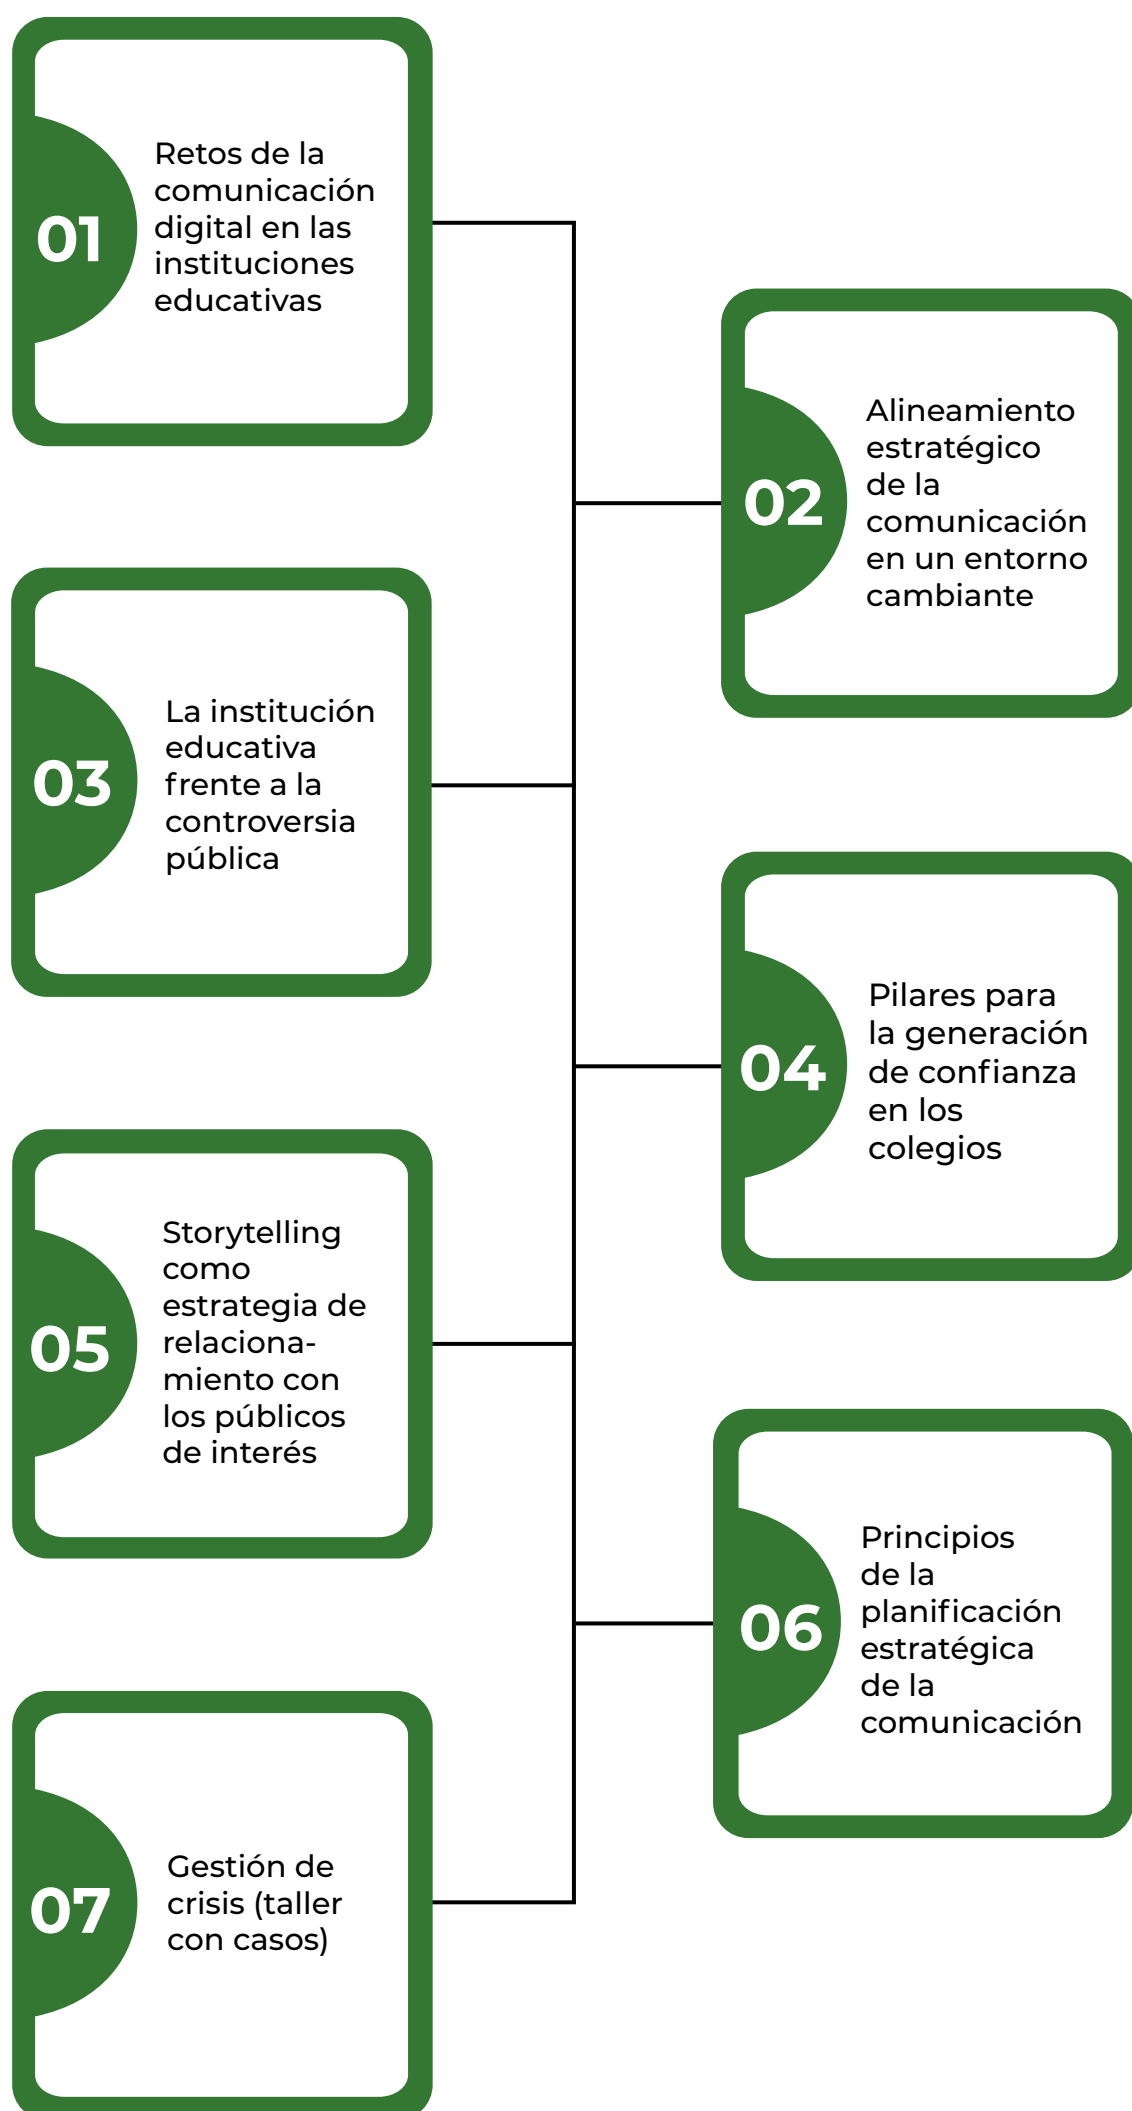 01
Retos de la
comunicación
digital en las
instituciones
educativas
02
Alineamiento
estratégico
de la
comunicación
en un entorno
cambiante
03
La institución
educativa
frente a la
controversia
pública
04
Pilares para
la generación
de confianza
en los
colegios
05
Storytelling
como
estrategia de
relaciona-
miento con
los públicos
de interés
06
Principios
de la
planificación
estratégica
de la
comunicación
07
Gestión de
crisis (taller
con casos)